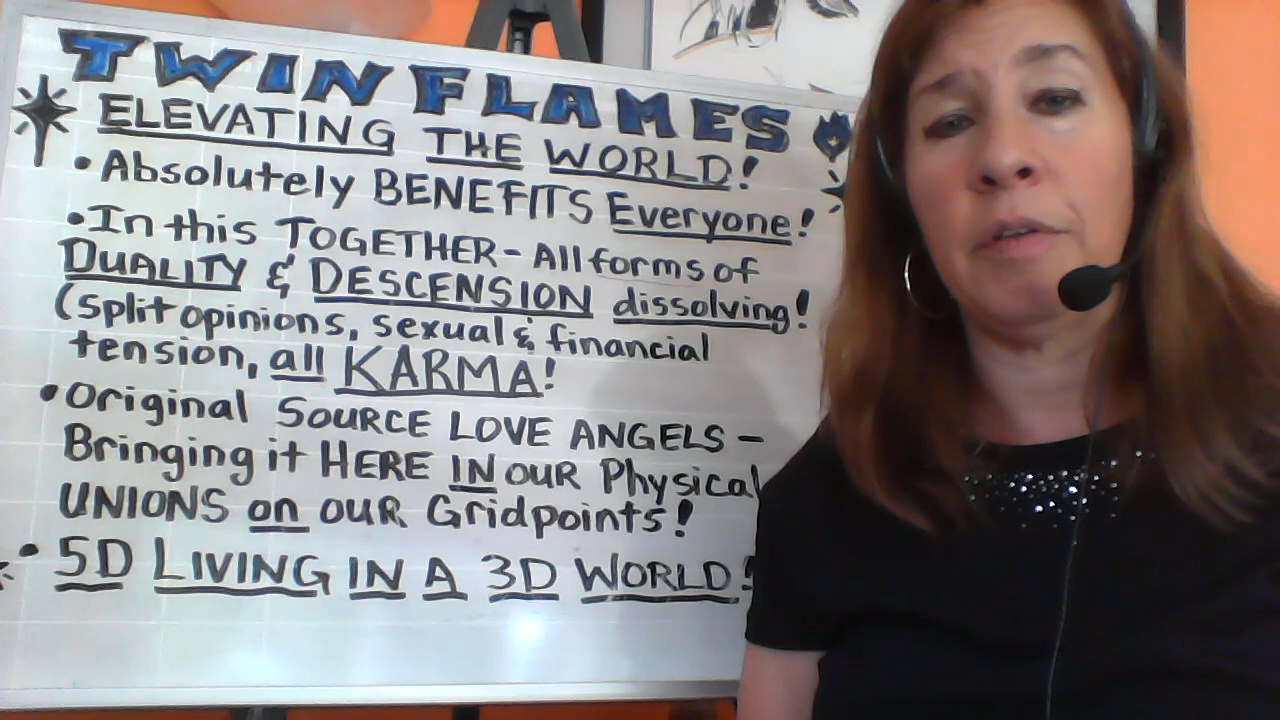 TWIN FLAMES
ELEVATING THE WORLD!
• Absolutely BENEFITS Everyone!
• In this TOGETHER - All forms of
DUALITY & DESCENSION dissolving!
(split opinions, sexual & financial
tension, all KARMA!
• Original SOURCE LOVE ANGELS -
Bringing it HERE IN OUR Physical
UNIONS on OUR Gridpoints!
• 5D LIVING IN A 3D WORLD!